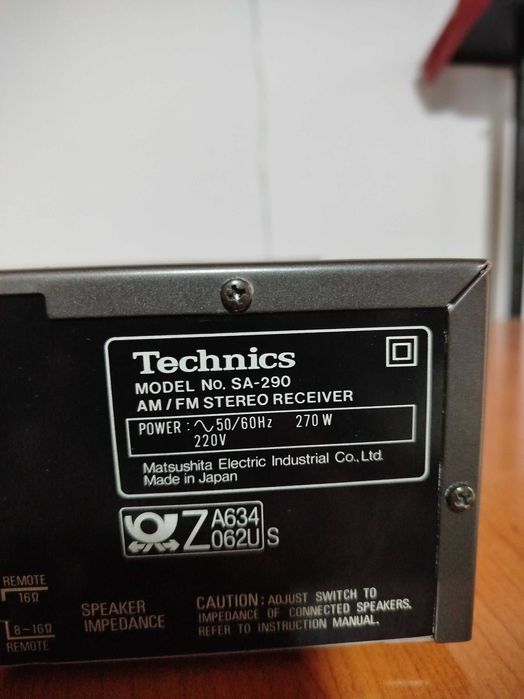 Technics
MODEL No. SA-290
AM/FM STEREO RECEIVER
POWER : ∿ 50/60Hz 270W
220V
Matsushita Electric Industrial Co., Ltd.
Made in Japan
Z A634
062U S
REMOTE
16Ω
8~16Ω
REMOTE
SPEAKER
IMPEDANCE
CAUTION: ADJUST SWITCH TO
IMPEDANCE OF CONNECTED SPEAKERS.
REFER TO INSTRUCTION MANUAL.